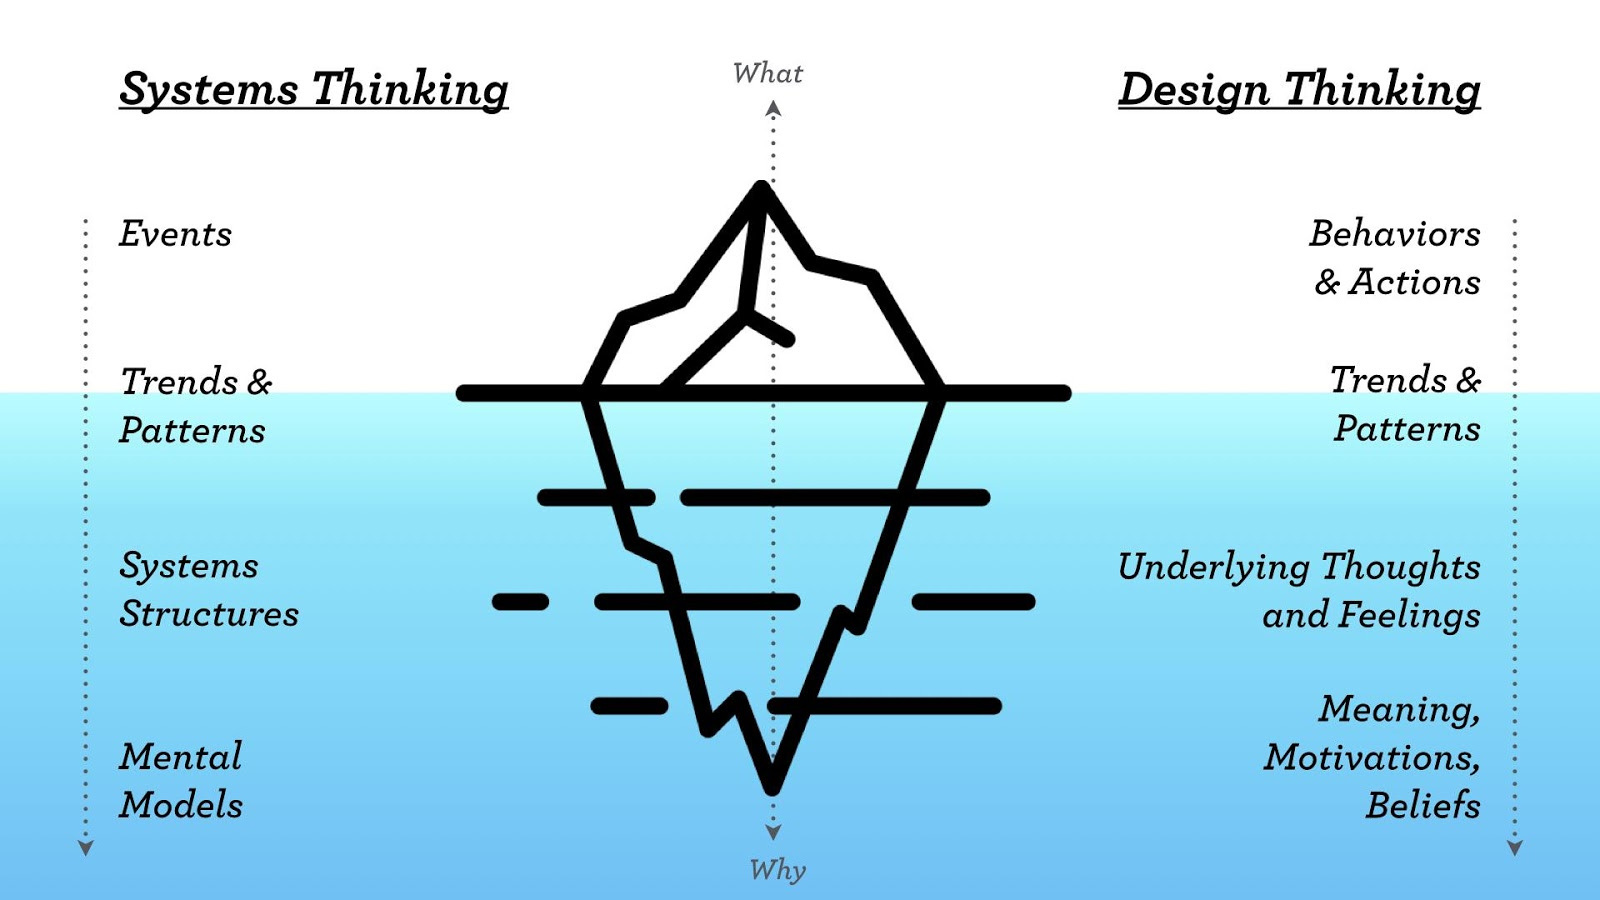 What
Systems Thinking
Design Thinking
Events
Trends &
Patterns
Systems
Structures
Mental
Models
Behaviors
& Actions
Trends &
Patterns
Underlying Thoughts
and Feelings
Meaning,
Motivations,
Beliefs
Why